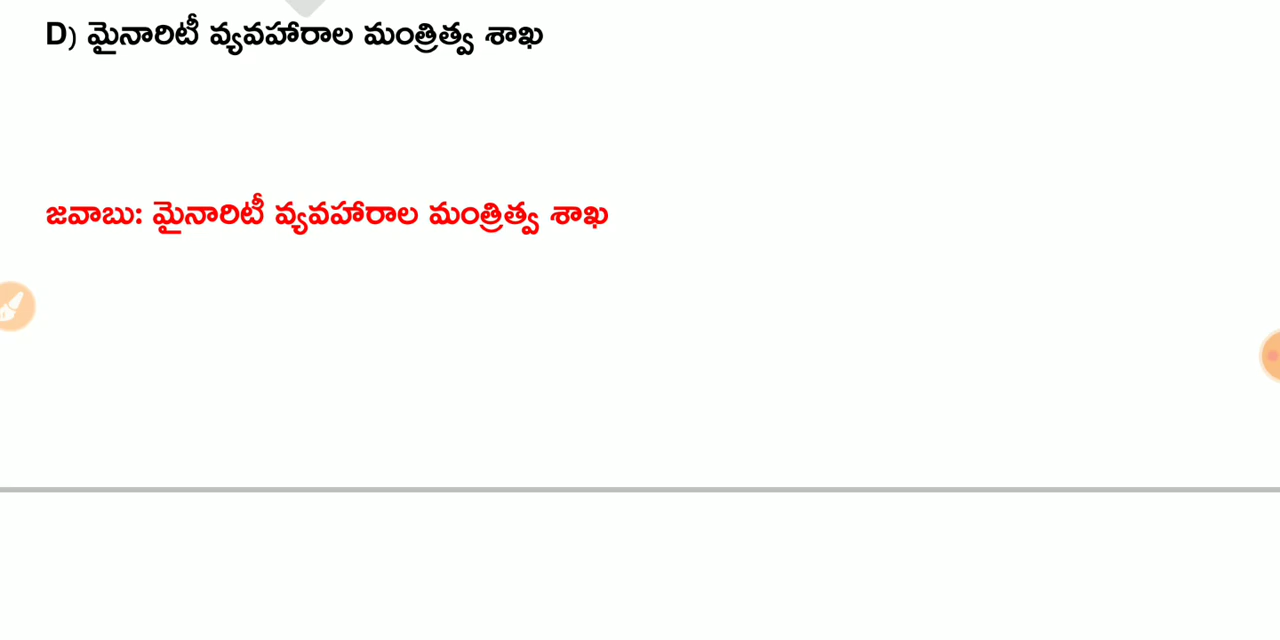 D) మైనారిటీ వ్యవహారాల మంత్రిత్వ శాఖ
జవాబు: మైనారిటీ వ్యవహారాల మంత్రిత్వ శాఖ